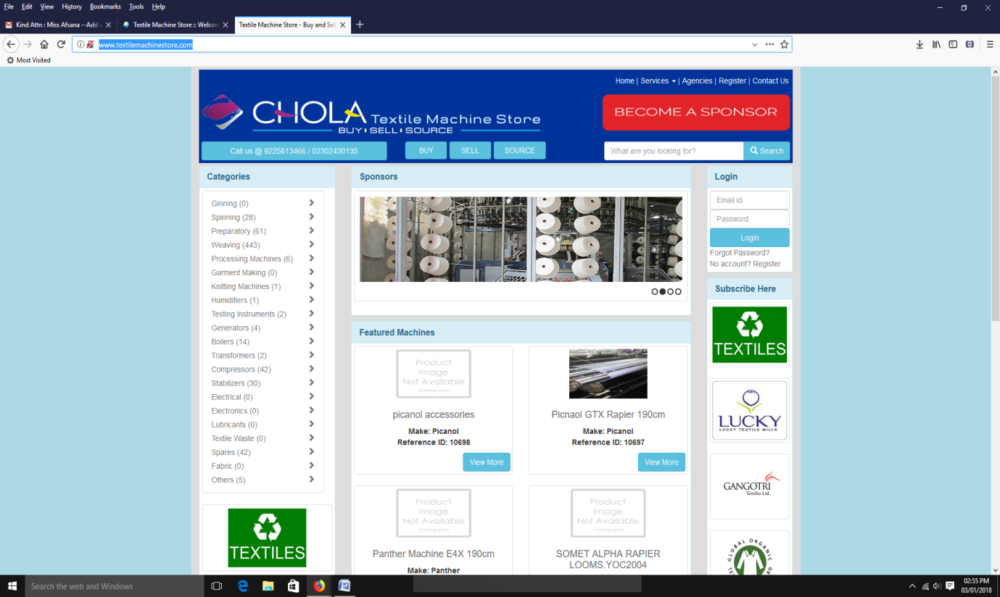 File Edit View History Bookmarks Tools Help
Kind Attn : Miss Afsana --Add a
Textile Machine Store :: Welcom
Textile Machine Store - Buy and Sell
www.textilemachinestore.com
Most Visited
Home | Services | Agencies | Register | Contact Us
CHOLA Textile Machine Store
BUY SELL SOURCE
BECOME A SPONSOR
Call us @ 9225813466 / 02302430135
BUY
SELL
SOURCE
What are you looking for?
Search
Categories
Ginning (0)
Spinning (28)
Preparatory (61)
Weaving (443)
Processing Machines (6)
Garment Making (0)
Knitting Machines (1)
Humidifiers (1)
Testing Instruments (2)
Generators (4)
Boilers (14)
Transformers (2)
Compressors (42)
Stabilizers (30)
Electrical (0)
Electronics (0)
Lubricants (0)
Textile Waste (0)
Spares (42)
Fabric (0)
Others (5)
TEXTILES
Sponsors
Featured Machines
Product
Image
Not Available
Coming soon
picanol accessories
Make: Picanol
Reference ID: 10698
View More
Picnaol GTX Rapier 190cm
Make: Picanol
Reference ID: 10697
View More
Product
Image
Not Available
Coming soon
Panther Machine E4X 190cm
Make: Panther
Product
Image
Not Available
Coming soon
SOMET ALPHA RAPIER
LOOMS.YOC2004
Login
Email Id
Password
Login
Forgot Password?
No account? Register
Subscribe Here
TEXTILES
LUCKY
LUCKY TEXTILE MILLS
GANGOTRI
Textiles Ltd.
GLOBAL ORGANIC
Search the web and Windows
02:55 PM
03/01/2018